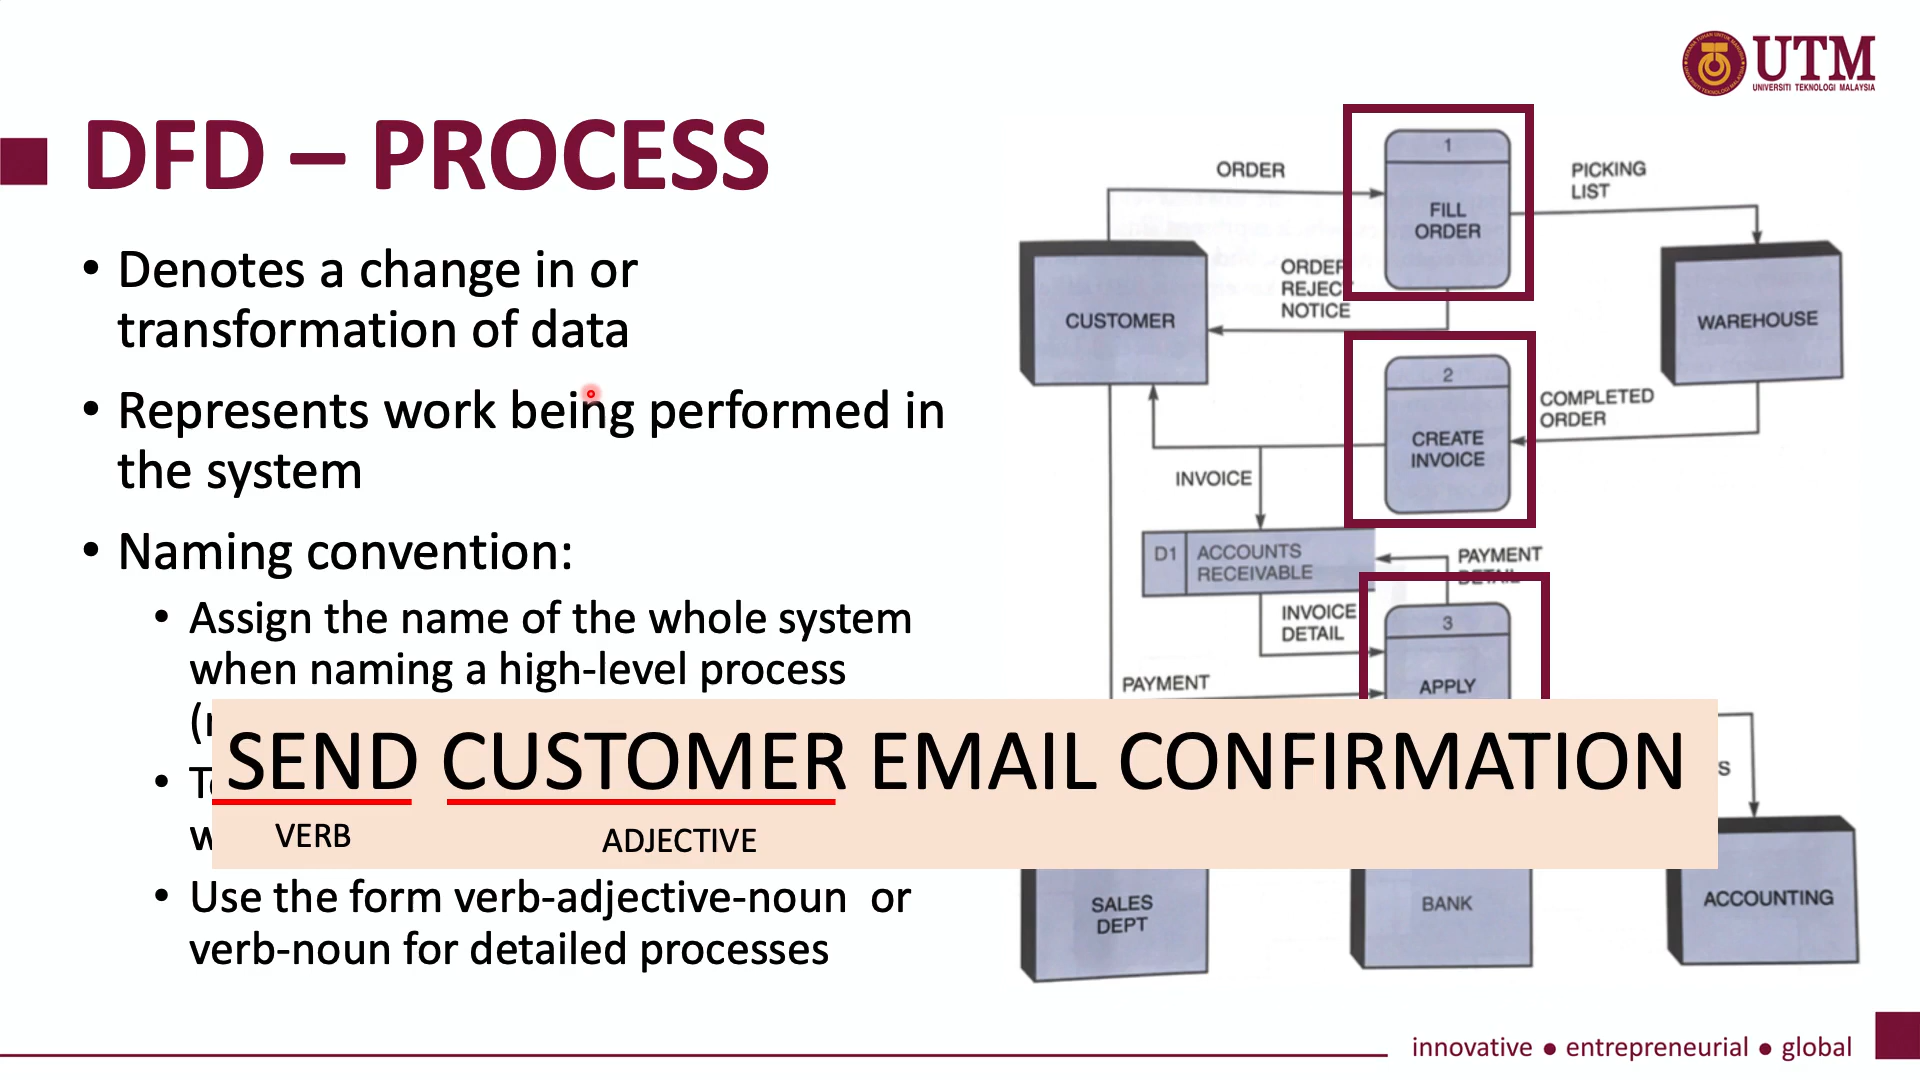 UTM
UNIVERSITI TEKNOLOGI MALAYSIA
DFD – PROCESS
• Denotes a change in or
transformation of data
• Represents work being performed in
the system
• Naming convention:
• Assign the name of the whole system
when naming a high-level process
• Use the form verb-adjective-noun or
verb-noun for detailed processes
SEND CUSTOMER EMAIL CONFIRMATION
VERB
ADJECTIVE
1
FILL
ORDER
ORDER
PICKING
LIST
ORDER
REJECT
NOTICE
CUSTOMER
WAREHOUSE
2
CREATE
INVOICE
COMPLETED
ORDER
INVOICE
D1
ACCOUNTS
RECEIVABLE
PAYMENT
DETAIL
INVOICE
DETAIL
3
APPLY
PAYMENT
SALES
DEPT
BANK
ACCOUNTING
innovative ● entrepreneurial ● global